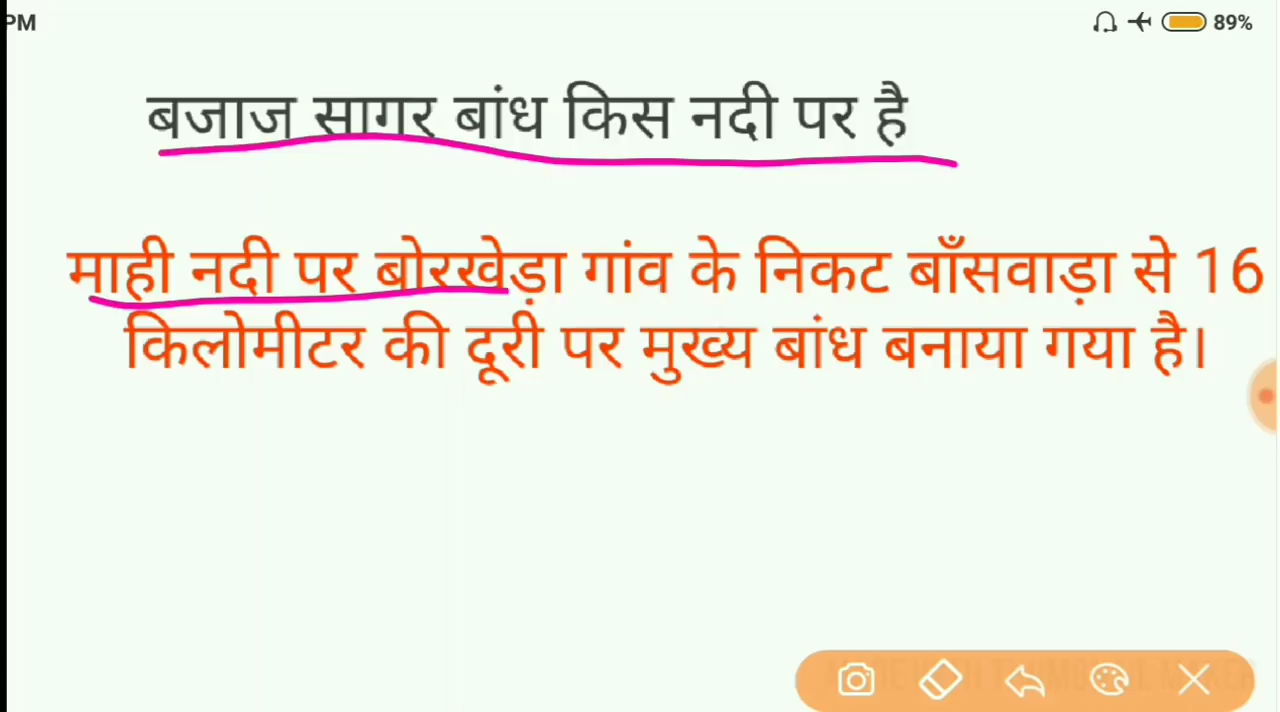 PM
89%
बजाज सागर बांध किस नदी पर है
माही नदी पर बोरखेड़ा गांव के निकट बाँसवाड़ा से 16
किलोमीटर की दूरी पर मुख्य बांध बनाया गया है।